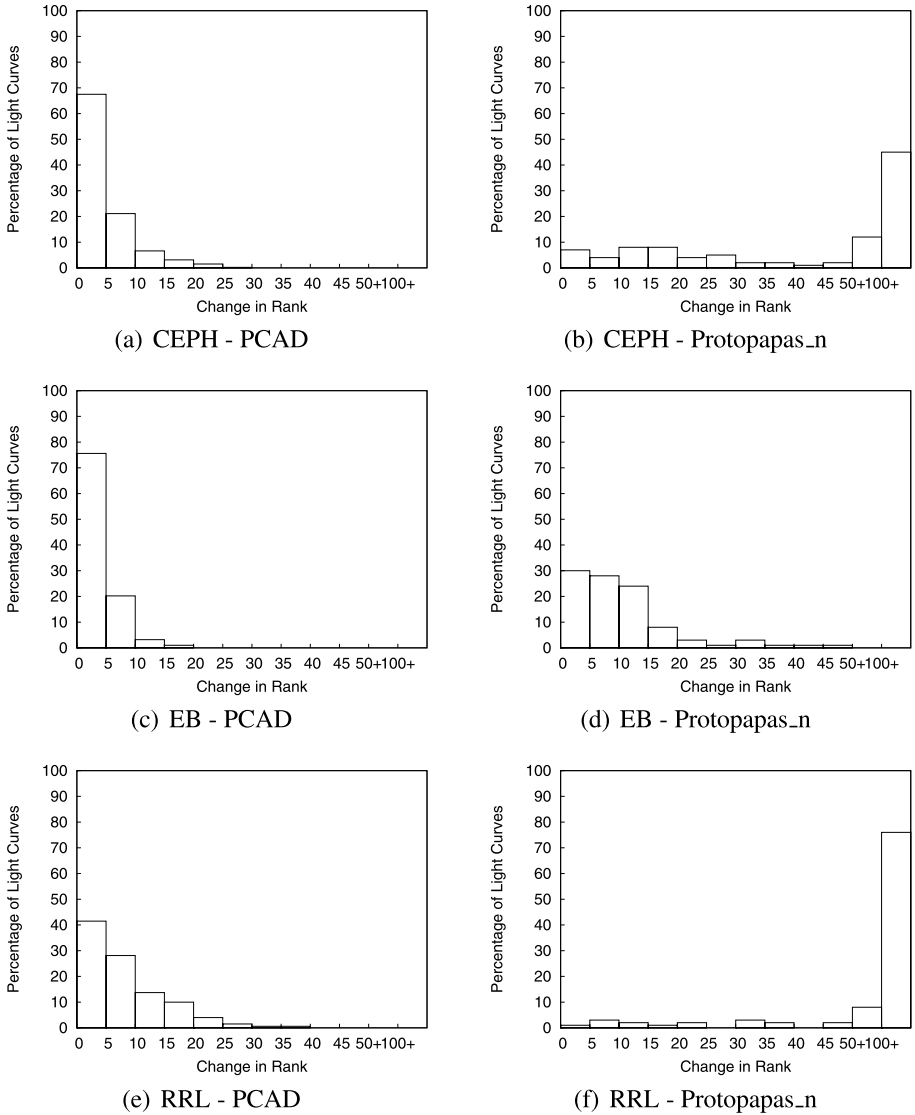 Percentage of Light Curves
100
90
80
70
60
50
40
30
20
10
0
0 5 10 15 20 25 30 35 40 45 50+100+
Change in Rank
(a) CEPH - PCAD
Percentage of Light Curves
100
90
80
70
60
50
40
30
20
10
0
0 5 10 15 20 25 30 35 40 45 50+100+
Change in Rank
(b) CEPH - Protopapas_n
Percentage of Light Curves
100
90
80
70
60
50
40
30
20
10
0
0 5 10 15 20 25 30 35 40 45 50+100+
Change in Rank
(c) EB - PCAD
Percentage of Light Curves
100
90
80
70
60
50
40
30
20
10
0
0 5 10 15 20 25 30 35 40 45 50+100+
Change in Rank
(d) EB - Protopapas_n
Percentage of Light Curves
100
90
80
70
60
50
40
30
20
10
0
0 5 10 15 20 25 30 35 40 45 50+100+
Change in Rank
(e) RRL - PCAD
Percentage of Light Curves
100
90
80
70
60
50
40
30
20
10
0
0 5 10 15 20 25 30 35 40 45 50+100+
Change in Rank
(f) RRL - Protopapas_n